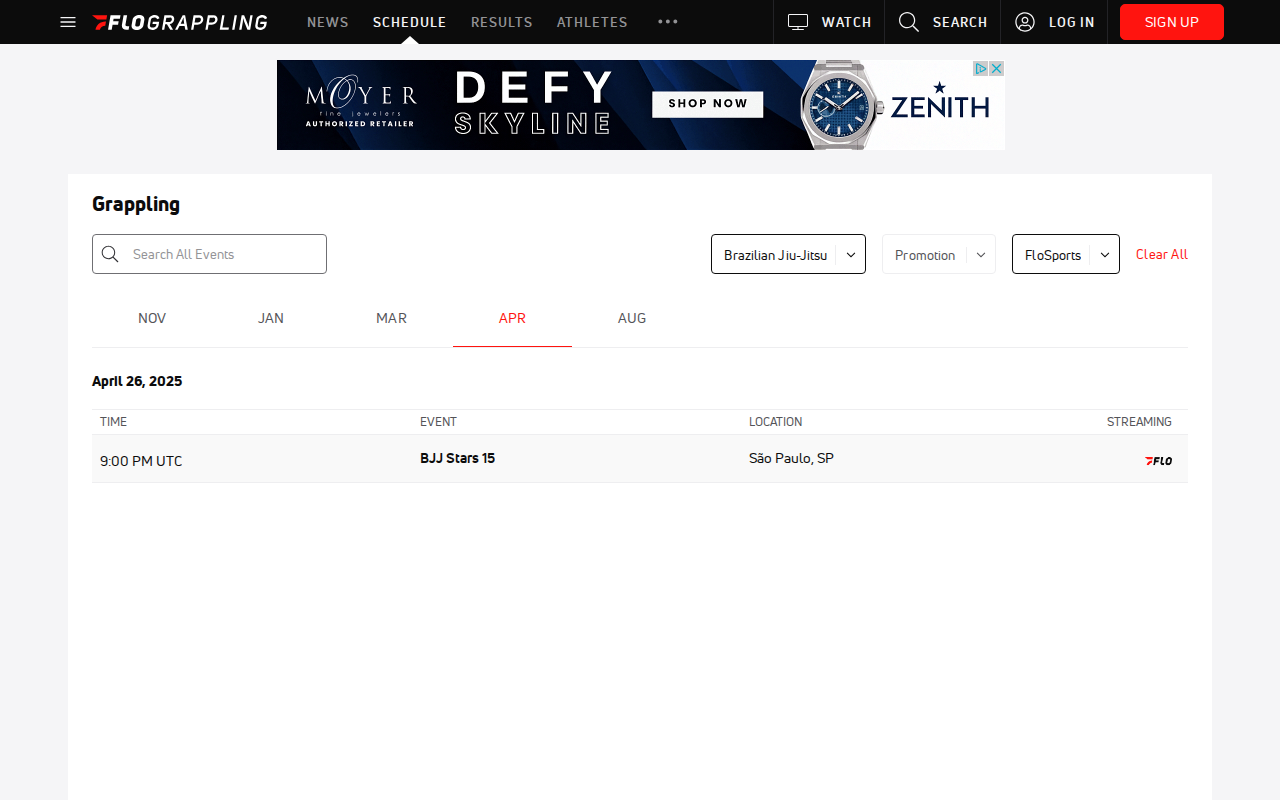 FLOGRAPPLING NEWS SCHEDULE RESULTS ATHLETES WATCH SEARCH LOG IN SIGN UP
MOYER
fine jewelers
AUTHORIZED RETAILER
DEFY
SKYLINE
SHOP NOW
ZENITH
Grappling
Search All Events Brazilian Jiu-Jitsu Promotion FloSports Clear All
NOV JAN MAR APR AUG
April 26, 2025
TIME EVENT LOCATION STREAMING
9:00 PM UTC BJJ Stars 15 São Paulo, SP FLO